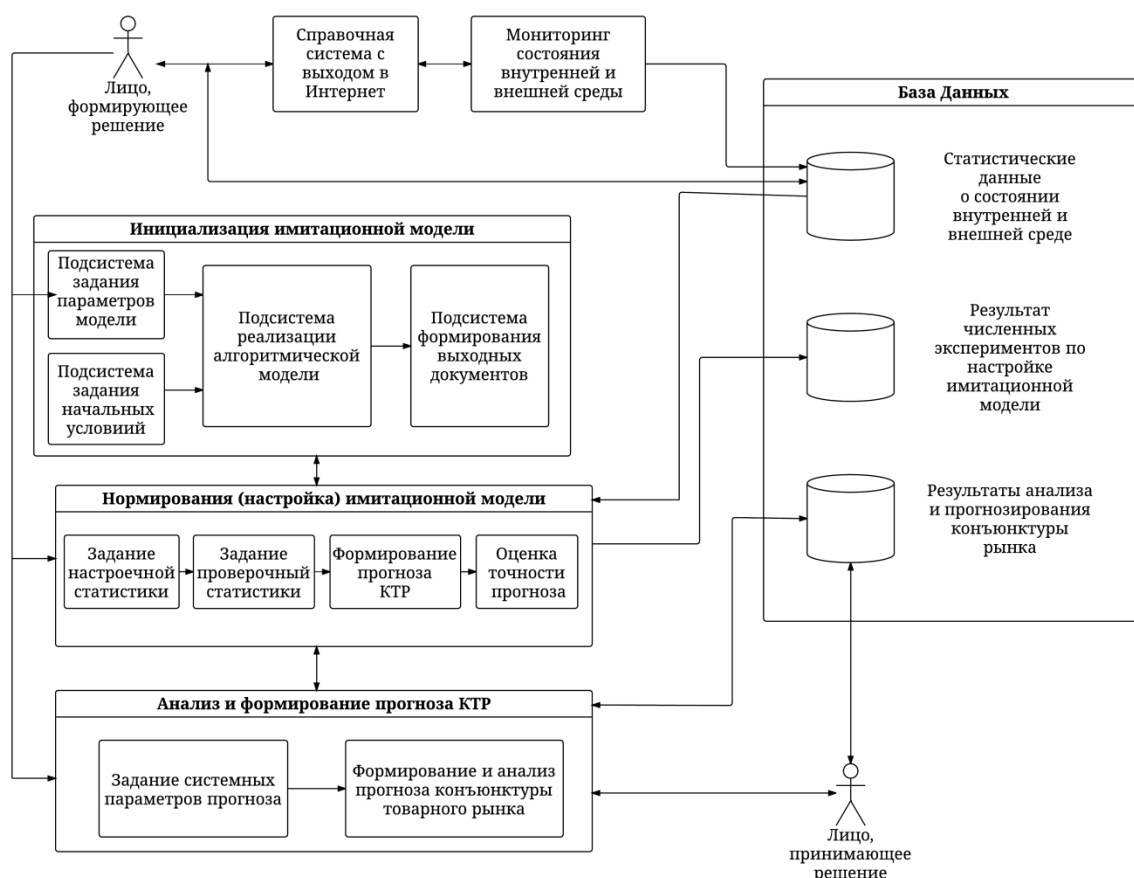 Лицо,
формирующее
решение
Справочная
система с
выходом в
Интернет
Мониторинг
состояния
внутренней и
внешней среды
База Данных
Статистические
данные
о состоянии
внутренней и
внешней среде
Результат
численных
экспериментов по
настройке
имитационной
модели
Результаты анализа
и прогнозирования
конъюнктуры
рынка
Инициализация имитационной модели
Подсистема
задания
параметров
модели
Подсистема
задания
начальных
условиий
Подсистема
реализации
алгоритмической
модели
Подсистема
формирования
выходных
документов
Нормирования (настройка) имитационной модели
Задание
настроечной
статистики
Задание
проверочный
статистики
Формирование
прогноза
КТР
Оценка
точности
прогноза
Анализ и формирование прогноза КТР
Задание системных
параметров прогноза
Формирование и анализ
прогноза конъюнктуры
товарного рынка
Лицо,
принимающее
решение